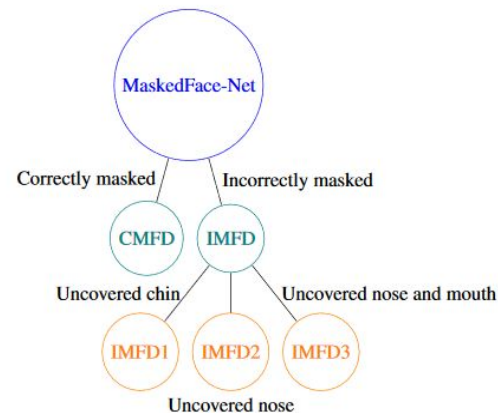 MaskedFace-Net
Correctly masked
Incorrectly masked
CMFD
IMFD
Uncovered chin
Uncovered nose and mouth
IMFD1
IMFD2
IMFD3
Uncovered nose